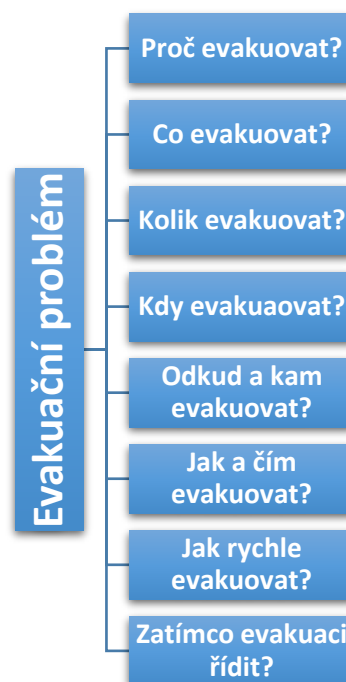 Evakuační problém
Proč evakuovat?
Co evakuovat?
Kolik evakuovat?
Kdy evakuaovat?
Odkud a kam
evakuovat?
Jak a čím
evakuovat?
Jak rychle
evakuovat?
Zatímco evakuaci
řídit?